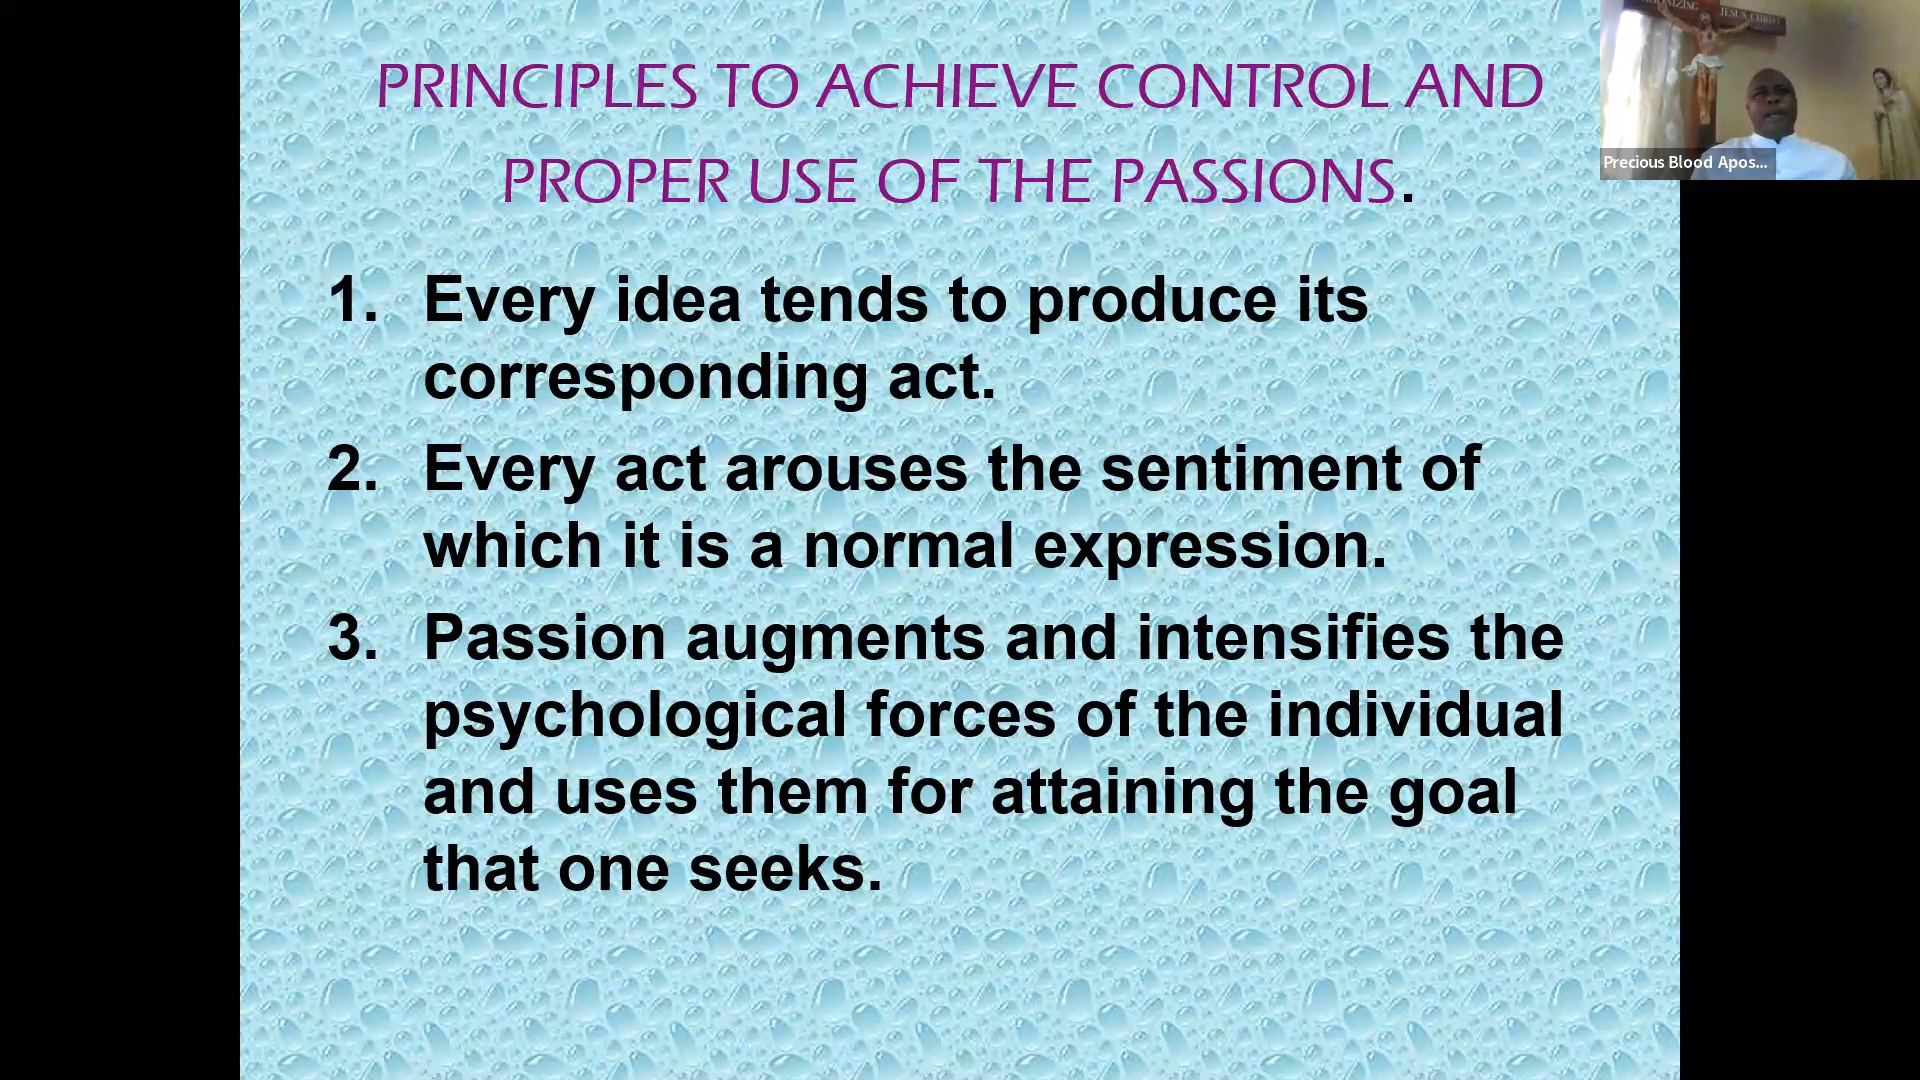 PRINCIPLES TO ACHIEVE CONTROL AND
PROPER USE OF THE PASSIONS.
1. Every idea tends to produce its
corresponding act.
2. Every act arouses the sentiment of
which it is a normal expression.
3. Passion augments and intensifies the
psychological forces of the individual
and uses them for attaining the goal
that one seeks.
JESUS CHRIST
Precious Blood Apos...